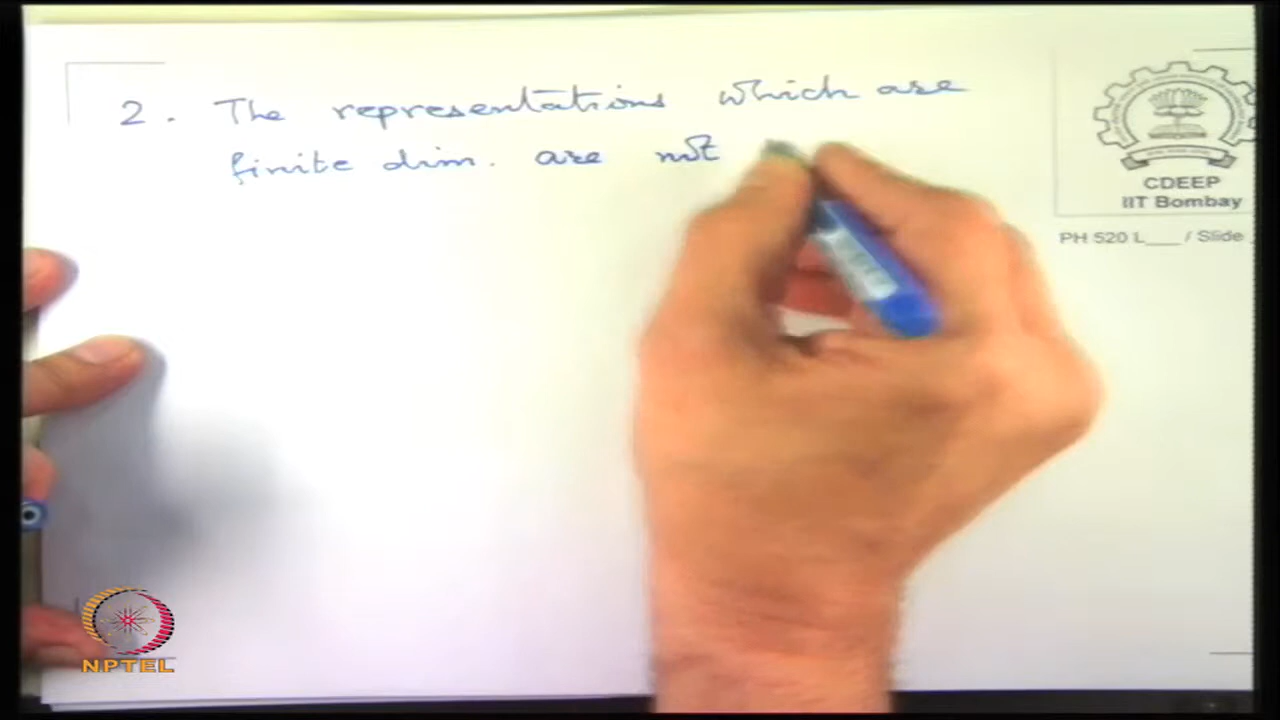 2. The representations which are
finite dim. are not
CDEEP
IIT Bombay
PH 520 L___ / Slide
NPTEL